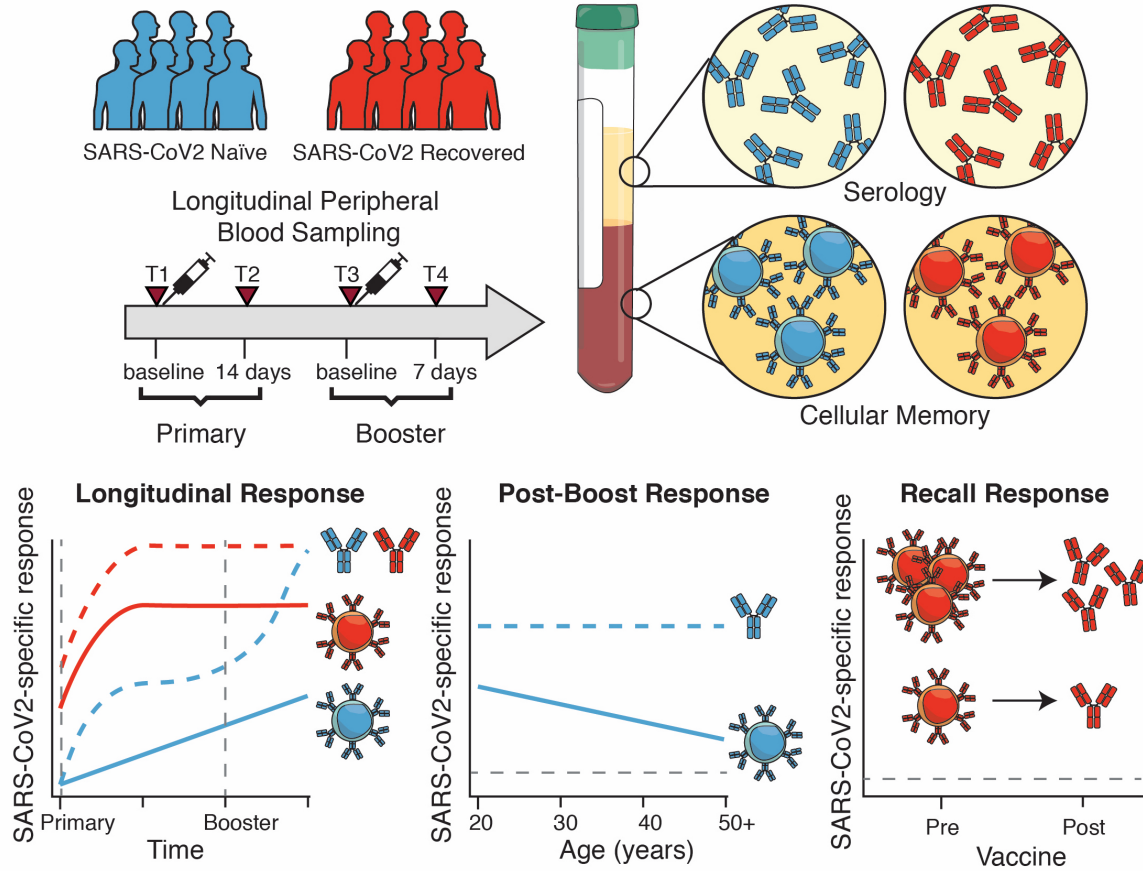 SARS-CoV2 Naïve
SARS-CoV2 Recovered
Longitudinal Peripheral
Blood Sampling
T1
T2
T3
T4
baseline
14 days
baseline
7 days
Primary
Booster
Serology
Cellular Memory
Longitudinal Response
SARS-CoV2-specific response
Primary
Booster
Time
Post-Boost Response
SARS-CoV2-specific response
20
30
40
50+
Age (years)
Recall Response
SARS-CoV2-specific response
Pre
Post
Vaccine